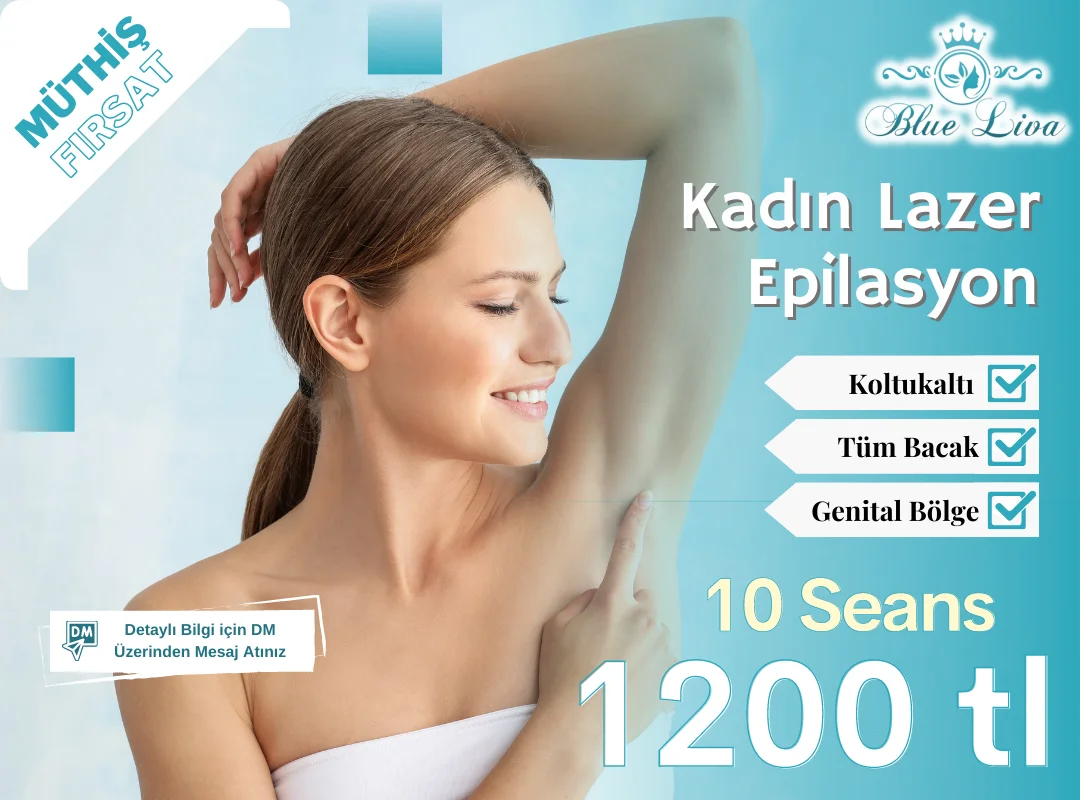 MÜTHİŞ
FIRSAT
Blue Liva
Kadın Lazer
Epilasyon
Koltukaltı
Tüm Bacak
Genital Bölge
10 Seans
1200 tl
DM
Detaylı Bilgi için DM
Üzerinden Mesaj Atınız